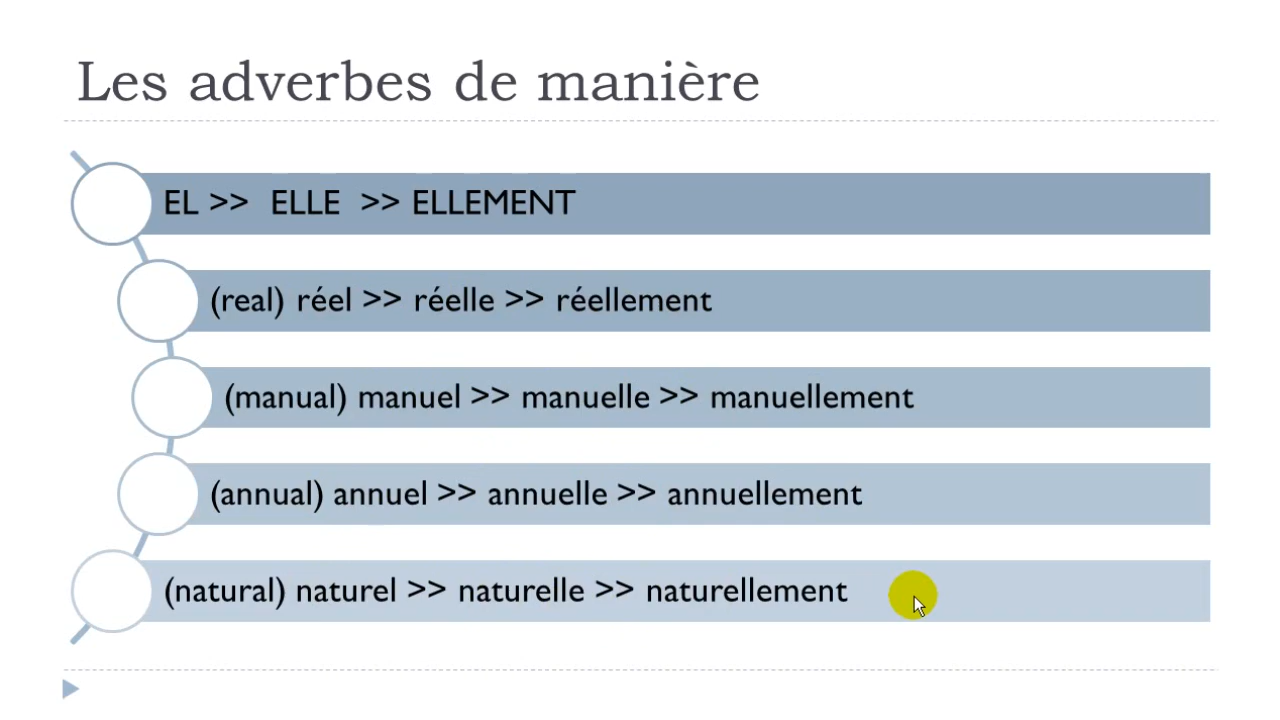 Les adverbes de manière
EL >> ELLE >> ELLEMENT
(real) réel >> réelle >> réellement
(manual) manuel >> manuelle >> manuellement
(annual) annuel >> annuelle >> annuellement
(natural) naturel >> naturelle >> naturellement